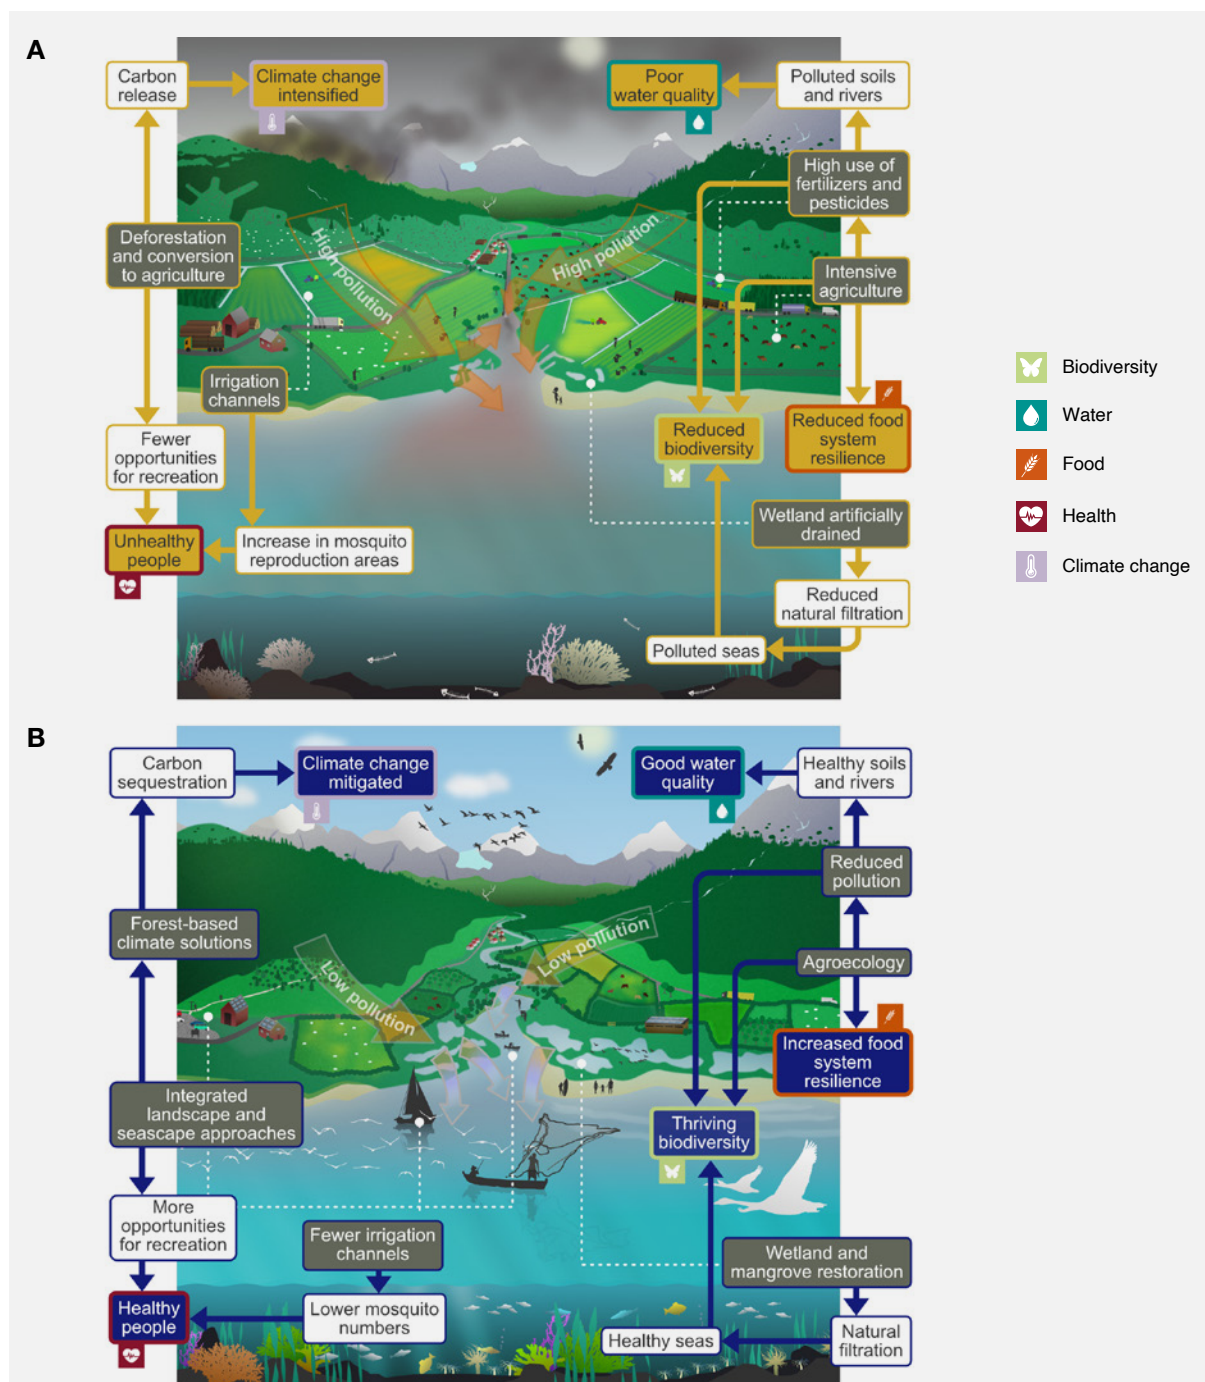 A
Carbon
release
Climate change
intensified
Poor
water quality
Polluted soils
and rivers
High use of
fertilizers and
pesticides
Deforestation
and conversion
to agriculture
High pollution
High pollution
Intensive
agriculture
Irrigation
channels
Fewer
opportunities
for recreation
Reduced
biodiversity
Reduced food
system
resilience
Wetland artificially
drained
Unhealthy
people
Increase in mosquito
reproduction areas
Reduced
natural filtration
Polluted seas
Biodiversity
Water
Food
Health
Climate change
B
Carbon
sequestration
Climate change
mitigated
Good water
quality
Healthy soils
and rivers
Reduced
pollution
Forest-based
climate solutions
Low pollution
Low pollution
Agroecology
Increased food
system
resilience
Integrated
landscape and
seascape approaches
Thriving
biodiversity
More
opportunities
for recreation
Fewer irrigation
channels
Wetland and
mangrove restoration
Healthy
people
Lower mosquito
numbers
Healthy seas
Natural
filtration